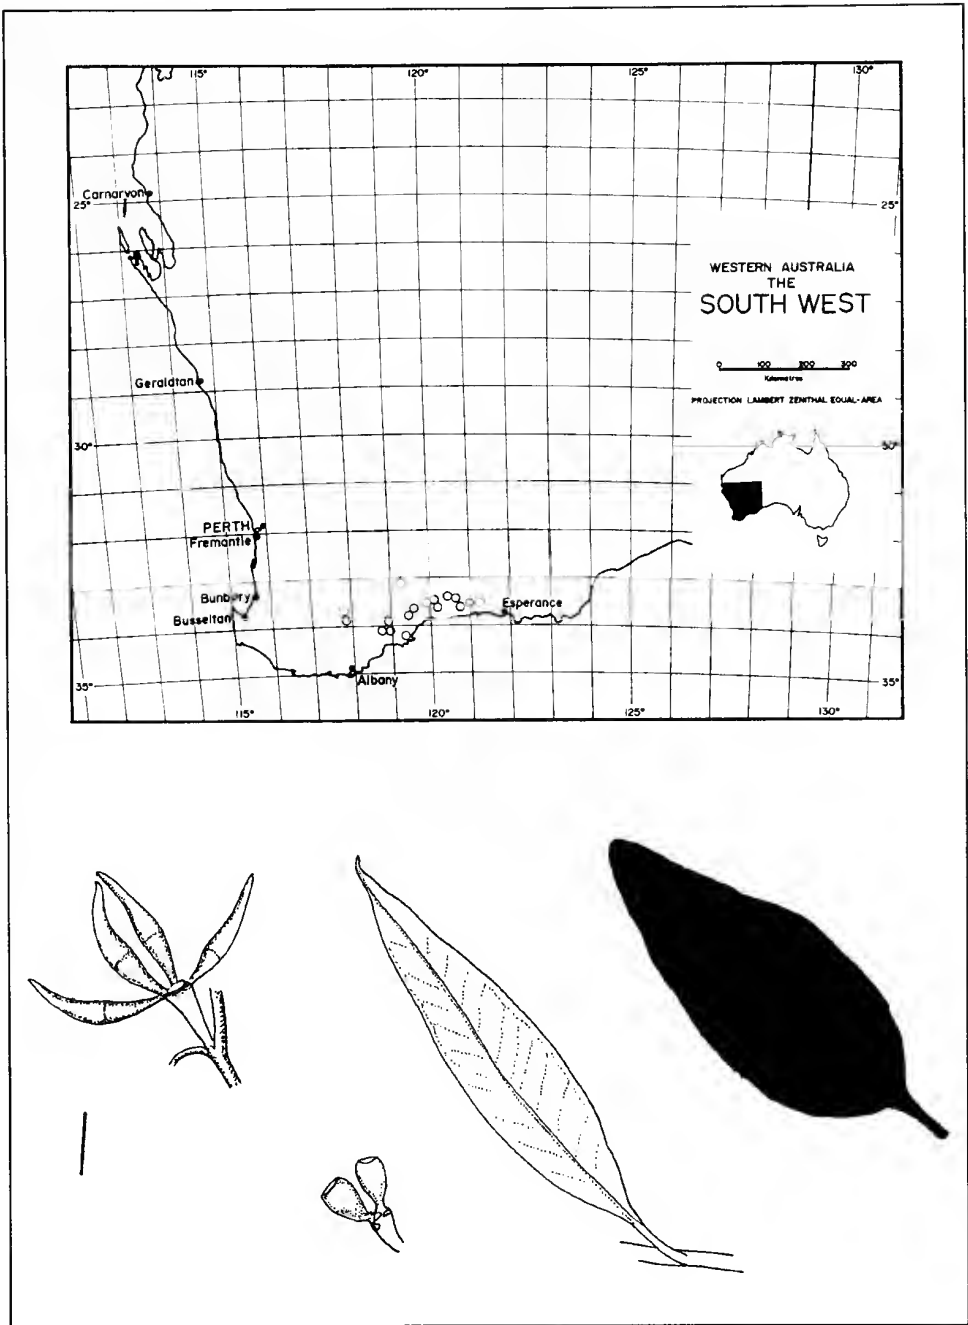 115°
120°
125°
130°
Carnarvon
25°
25°
WESTERN AUSTRALIA
THE
SOUTH WEST
0 100 200 300
Kilometres
PROJECTION LAMBERT ZENITHAL EQUAL-AREA
Geraldton
30°
30°
PERTH
Fremantle
Bunbury
Busselton
Esperance
Albany
35°
35°
115°
120°
125°
130°